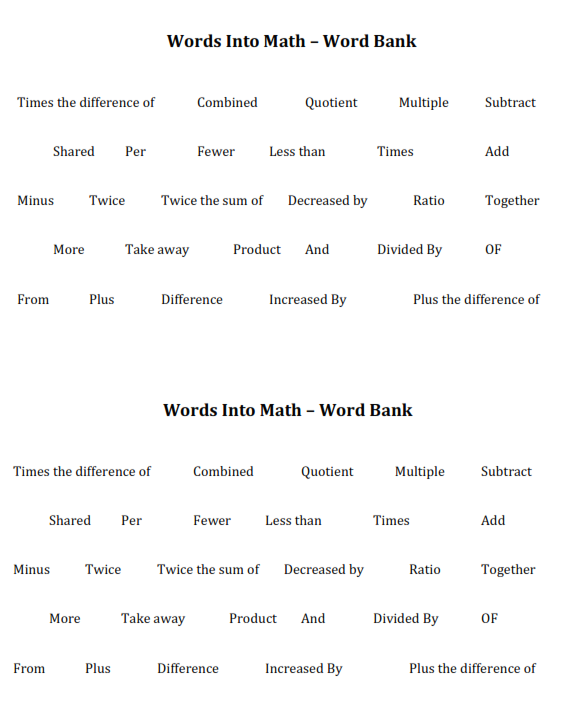 Words Into Math – Word Bank
Times the difference of Combined Quotient Multiple Subtract
Shared Per Fewer Less than Times Add
Minus Twice Twice the sum of Decreased by Ratio Together
More Take away Product And Divided By OF
From Plus Difference Increased By Plus the difference of
Words Into Math – Word Bank
Times the difference of Combined Quotient Multiple Subtract
Shared Per Fewer Less than Times Add
Minus Twice Twice the sum of Decreased by Ratio Together
More Take away Product And Divided By OF
From Plus Difference Increased By Plus the difference of